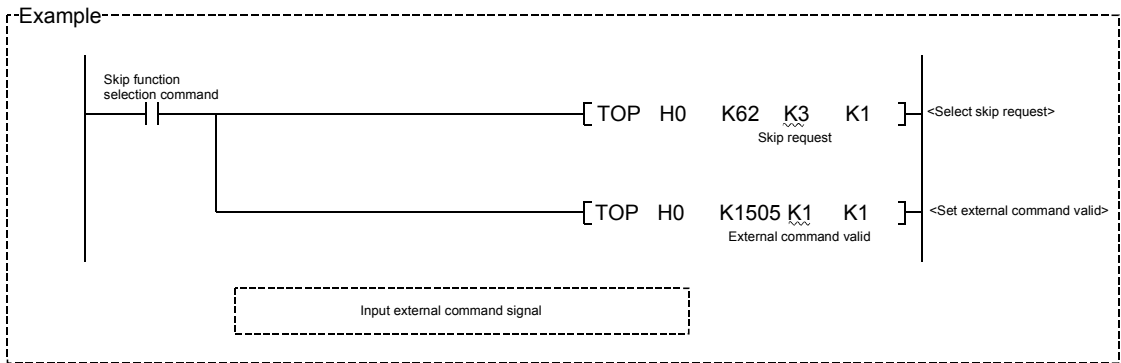 Example
Skip function
selection command
TOP H0 K62 K3 K1
<Select skip request>
Skip request
TOP H0 K1505 K1 K1
<Set external command valid>
External command valid
Input external command signal